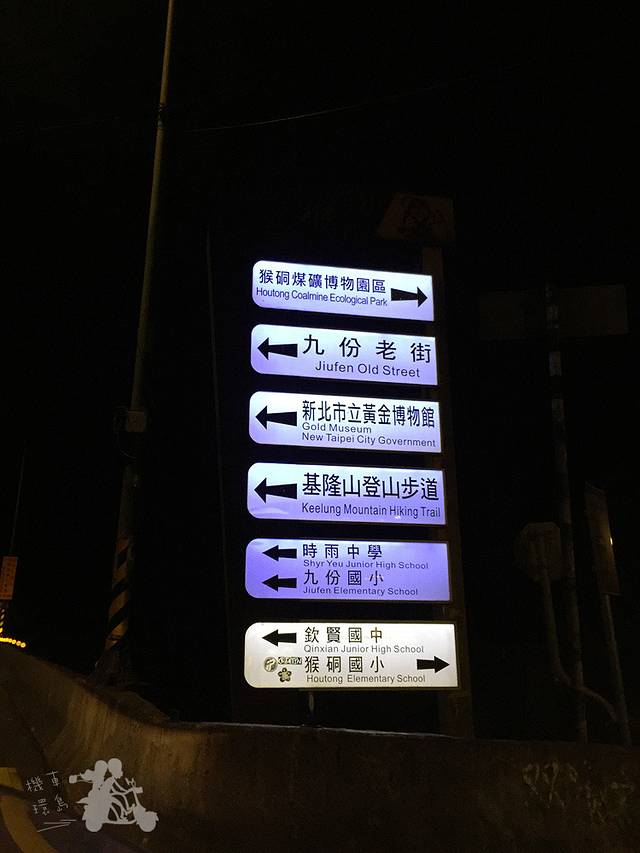 猴硐煤礦博物園區
Houtong Coalmine Ecological Park
九份老街
Jiufen Old Street
新北市立黃金博物館
Gold Museum
New Taipei City Government
基隆山登山步道
Keelung Mountain Hiking Trail
時雨中學
Shyr Yeu Junior High School
九份國小
Jiufen Elementary School
欽賢國中
Qinxian Junior High School
猴硐國小
Houtong Elementary School
機車
環島